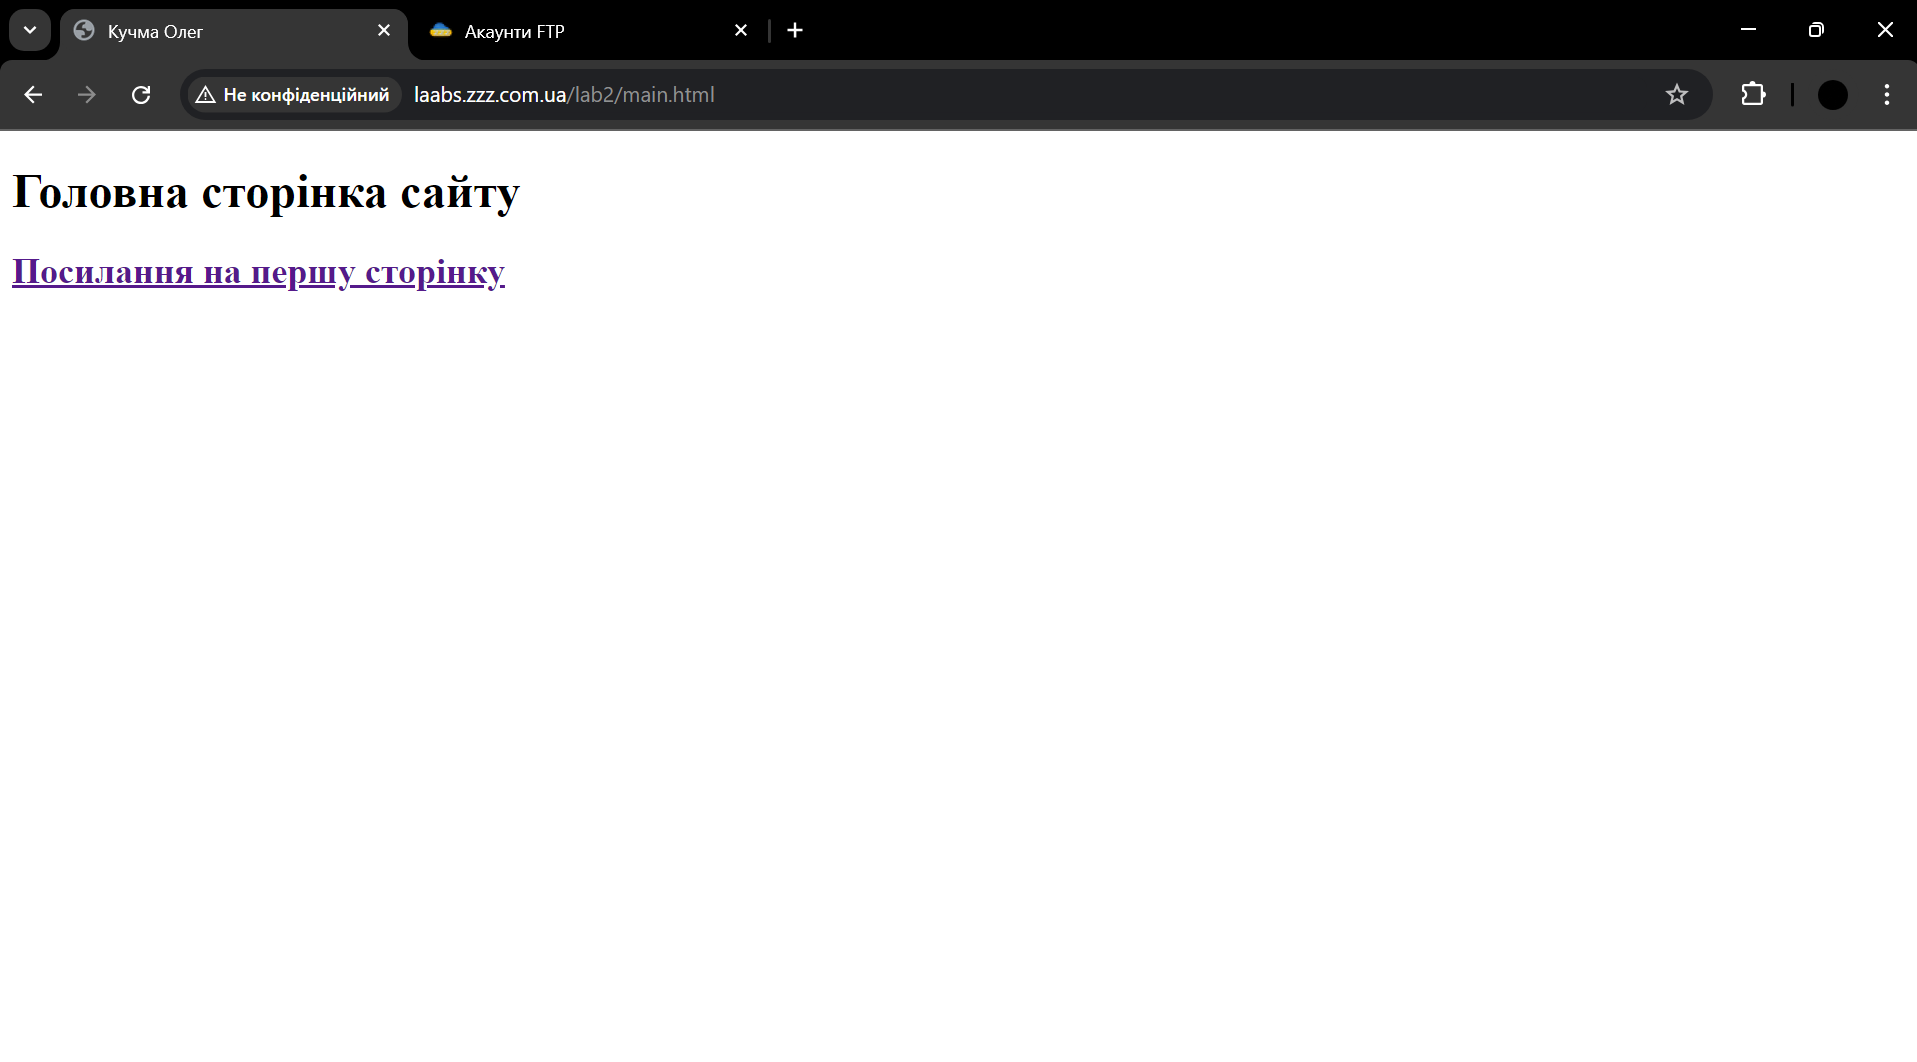 Кучма Олег
Акаунти FTP
Не конфіденційний laabs.zzz.com.ua/lab2/main.html
Головна сторінка сайту
Посилання на першу сторінку